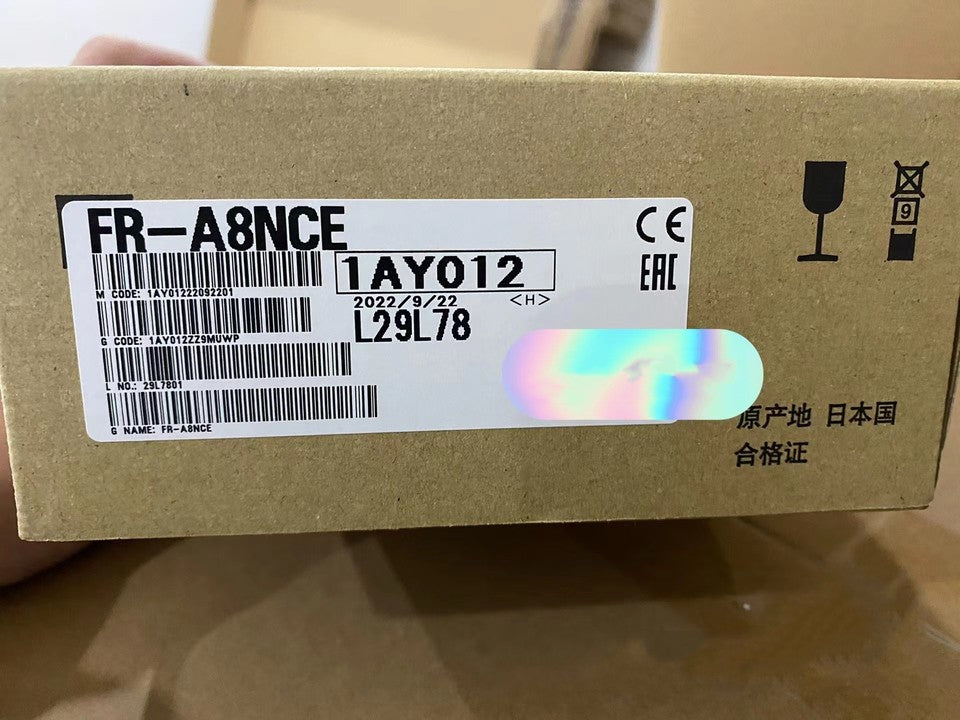 FR-A8NCE
CE
1AY012
EAC
M CODE: 1AY01222092201
2022/9/22 <H>
L29L78
G CODE: 1AY012ZZ9MUWP
L NO.: 29L7801
G NAME: FR-A8NCE
9
原产地 日本国
合格证